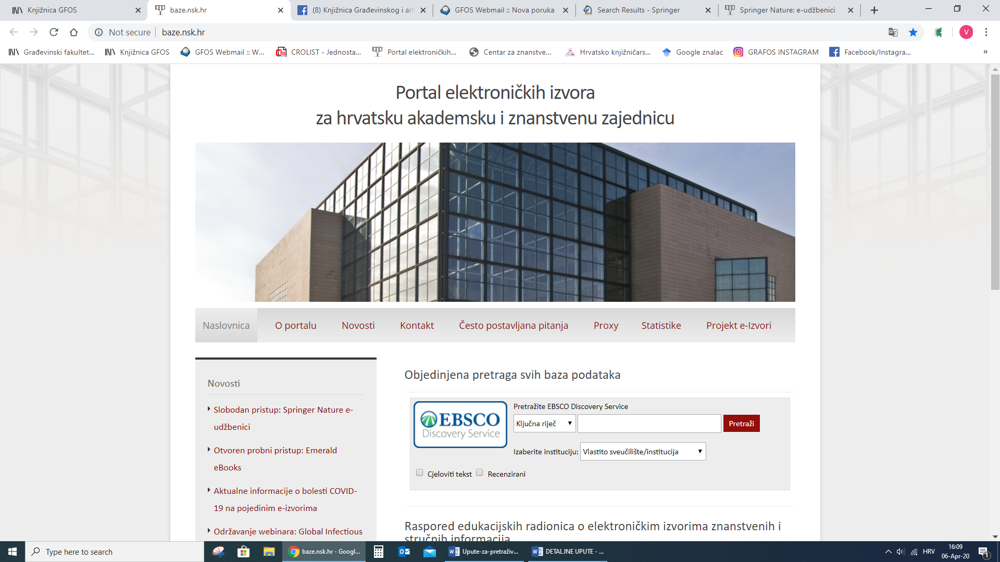 Knjižnica GFOS
baze.nsk.hr
(8) Knjižnica Građevinskog i arh
GFOS Webmail :: Nova poruka
Search Results - Springer
Springer Nature: e-udžbenici
Not secure
baze.nsk.hr
V
Građevinski fakultet...
Knjižnica GFOS
GFOS Webmail :: W...
CROLIST - Jednosta...
Portal elektroničkih...
Centar za znanstve...
Hrvatsko knjižničars...
Google znalac
GRAFOS INSTAGRAM
Facebook/Instagra...
»
Portal elektroničkih izvora
za hrvatsku akademsku i znanstvenu zajednicu
Naslovnica
O portalu
Novosti
Kontakt
Često postavljana pitanja
Proxy
Statistike
Projekt e-Izvori
Novosti
Slobodan pristup: Springer Nature e-
udžbenici
Otvoren probni pristup: Emerald
eBooks
Aktualne informacije o bolesti COVID-
19 na pojedinim e-izvorima
Održavanje webinara: Global Infectious
Objedinjena pretraga svih baza podataka
EBSCO
Discovery Service
Pretražite EBSCO Discovery Service
Ključna riječ
Pretraži
Izaberite instituciju:
Vlastito sveučilište/institucija
Cjeloviti tekst
Recenzirani
Raspored edukacijskih radionica o elektroničkim izvorima znanstvenih i
stručnih informacija
Type here to search
baze.nsk.hr - Googl...
Upute-za-pretraživ...
DETALJNE UPUTE - ...
HRV
16:09
06-Apr-20
1